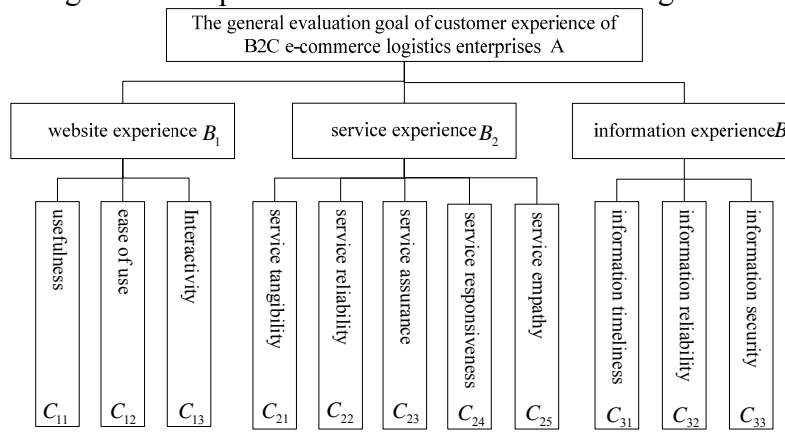 The general evaluation goal of customer experience of
B2C e-commerce logistics enterprises A
website experience B₁
service experience B₂
information experience B
usefulness C₁₁
ease of use C₁₂
Interactivity C₁₃
service tangibility C₂₁
service reliability C₂₂
service assurance C₂₃
service responsiveness C₂₄
service empathy C₂₅
information timeliness C₃₁
information reliability C₃₂
information security C₃₃